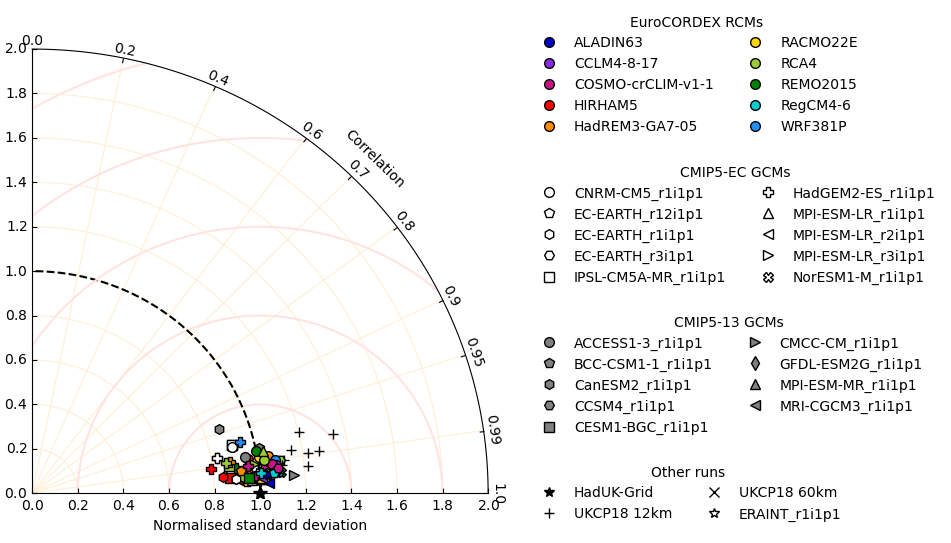 0.0
0.2
0.4
0.6
Correlation
0.7
0.8
0.9
0.95
0.99
1.0
2.0
1.8
1.6
1.4
1.2
1.0
0.8
0.6
0.4
0.2
0.0
0.0 0.2 0.4 0.6 0.8 1.0 1.2 1.4 1.6 1.8 2.0
Normalised standard deviation
EuroCORDEX RCMs
ALADIN63 RACMO22E
CCLM4-8-17 RCA4
COSMO-crCLIM-v1-1 REMO2015
HIRHAM5 RegCM4-6
HadREM3-GA7-05 WRF381P
CMIP5-EC GCMs
CNRM-CM5_r1i1p1 HadGEM2-ES_r1i1p1
EC-EARTH_r12i1p1 MPI-ESM-LR_r1i1p1
EC-EARTH_r1i1p1 MPI-ESM-LR_r2i1p1
EC-EARTH_r3i1p1 MPI-ESM-LR_r3i1p1
IPSL-CM5A-MR_r1i1p1 NorESM1-M_r1i1p1
CMIP5-13 GCMs
ACCESS1-3_r1i1p1 CMCC-CM_r1i1p1
BCC-CSM1-1_r1i1p1 GFDL-ESM2G_r1i1p1
CanESM2_r1i1p1 MPI-ESM-MR_r1i1p1
CCSM4_r1i1p1 MRI-CGCM3_r1i1p1
CESM1-BGC_r1i1p1
Other runs
HadUK-Grid UKCP18 60km
UKCP18 12km ERAINT_r1i1p1